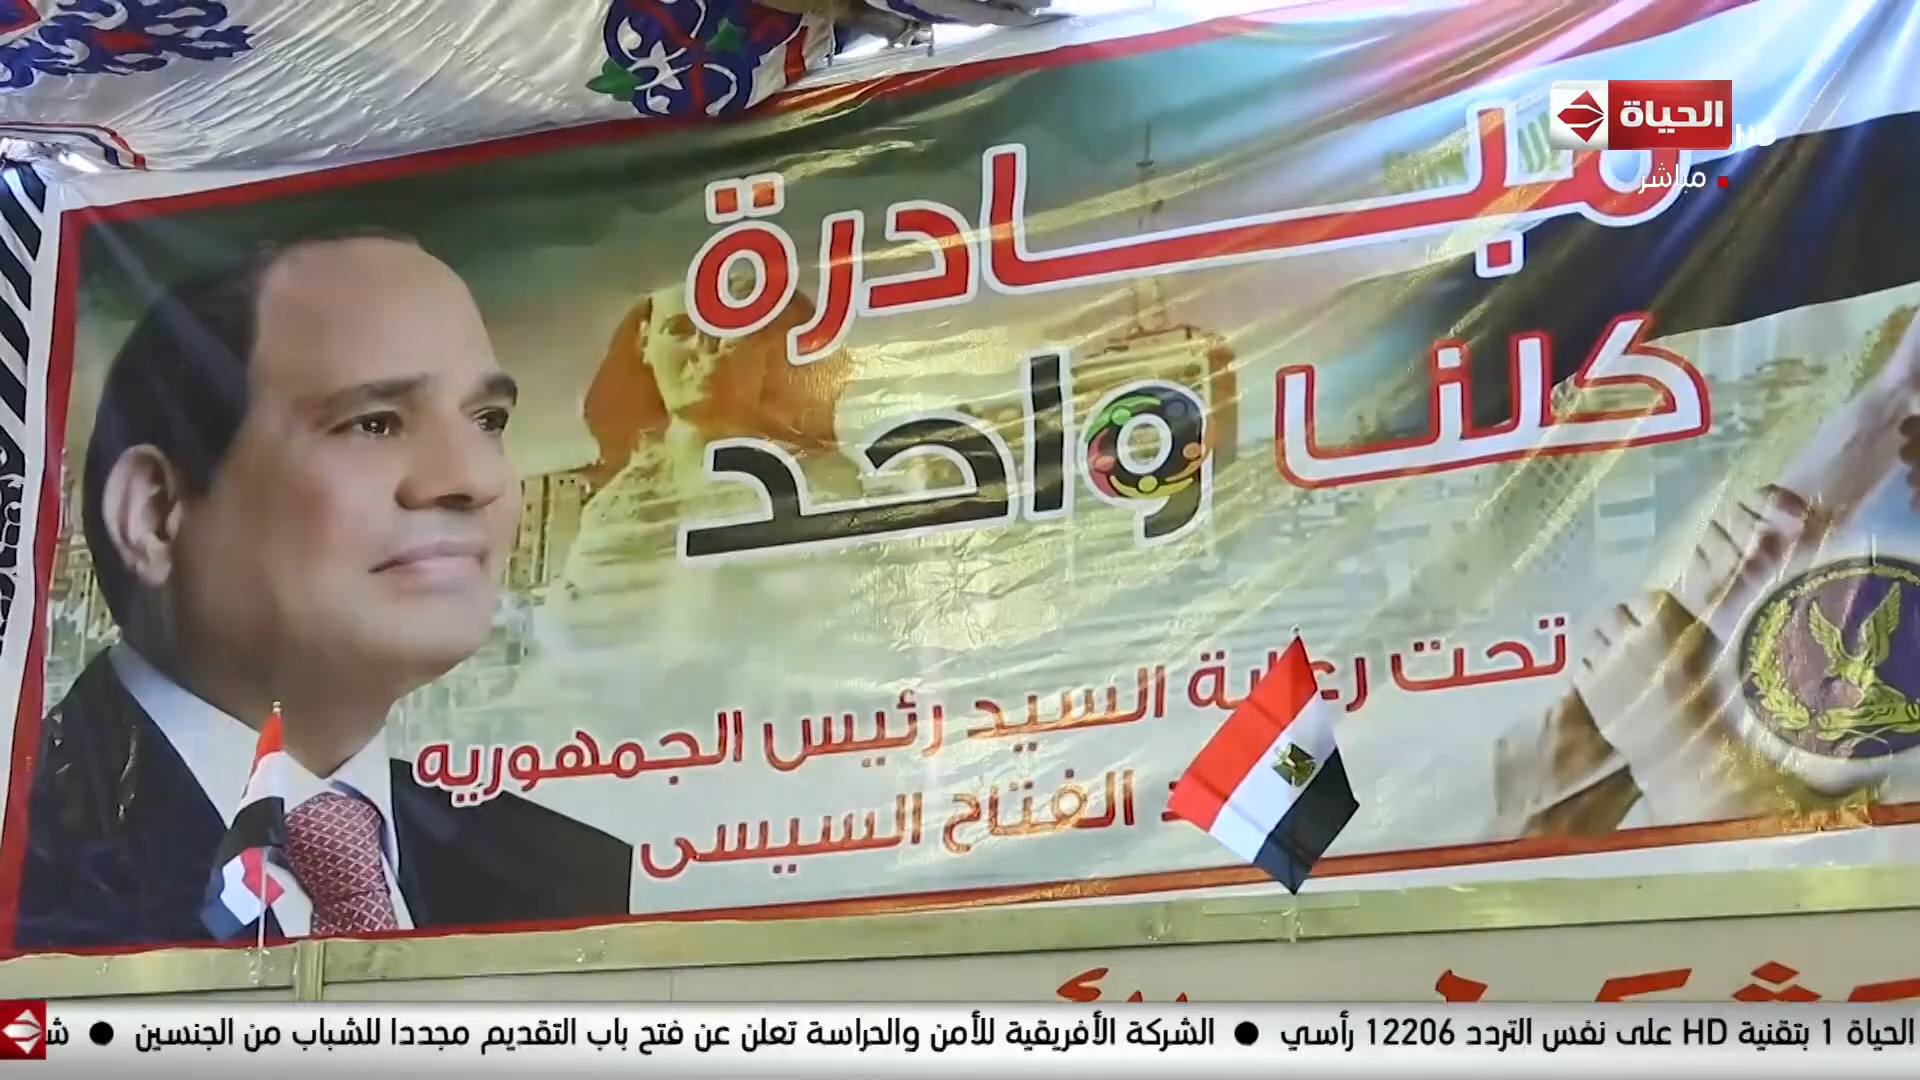 الحياة
HD
مباشر
مبادرة
كلنا واحد
تحت رعاية السيد رئيس الجمهوريه
الفتاح السيسى
الحياة 1 بتقنية HD على نفس التردد 12206 رأسي ● الشركة الأفريقية للأمن والحراسة تعلن عن فتح باب التقديم مجددا للشباب من الجنسين ●